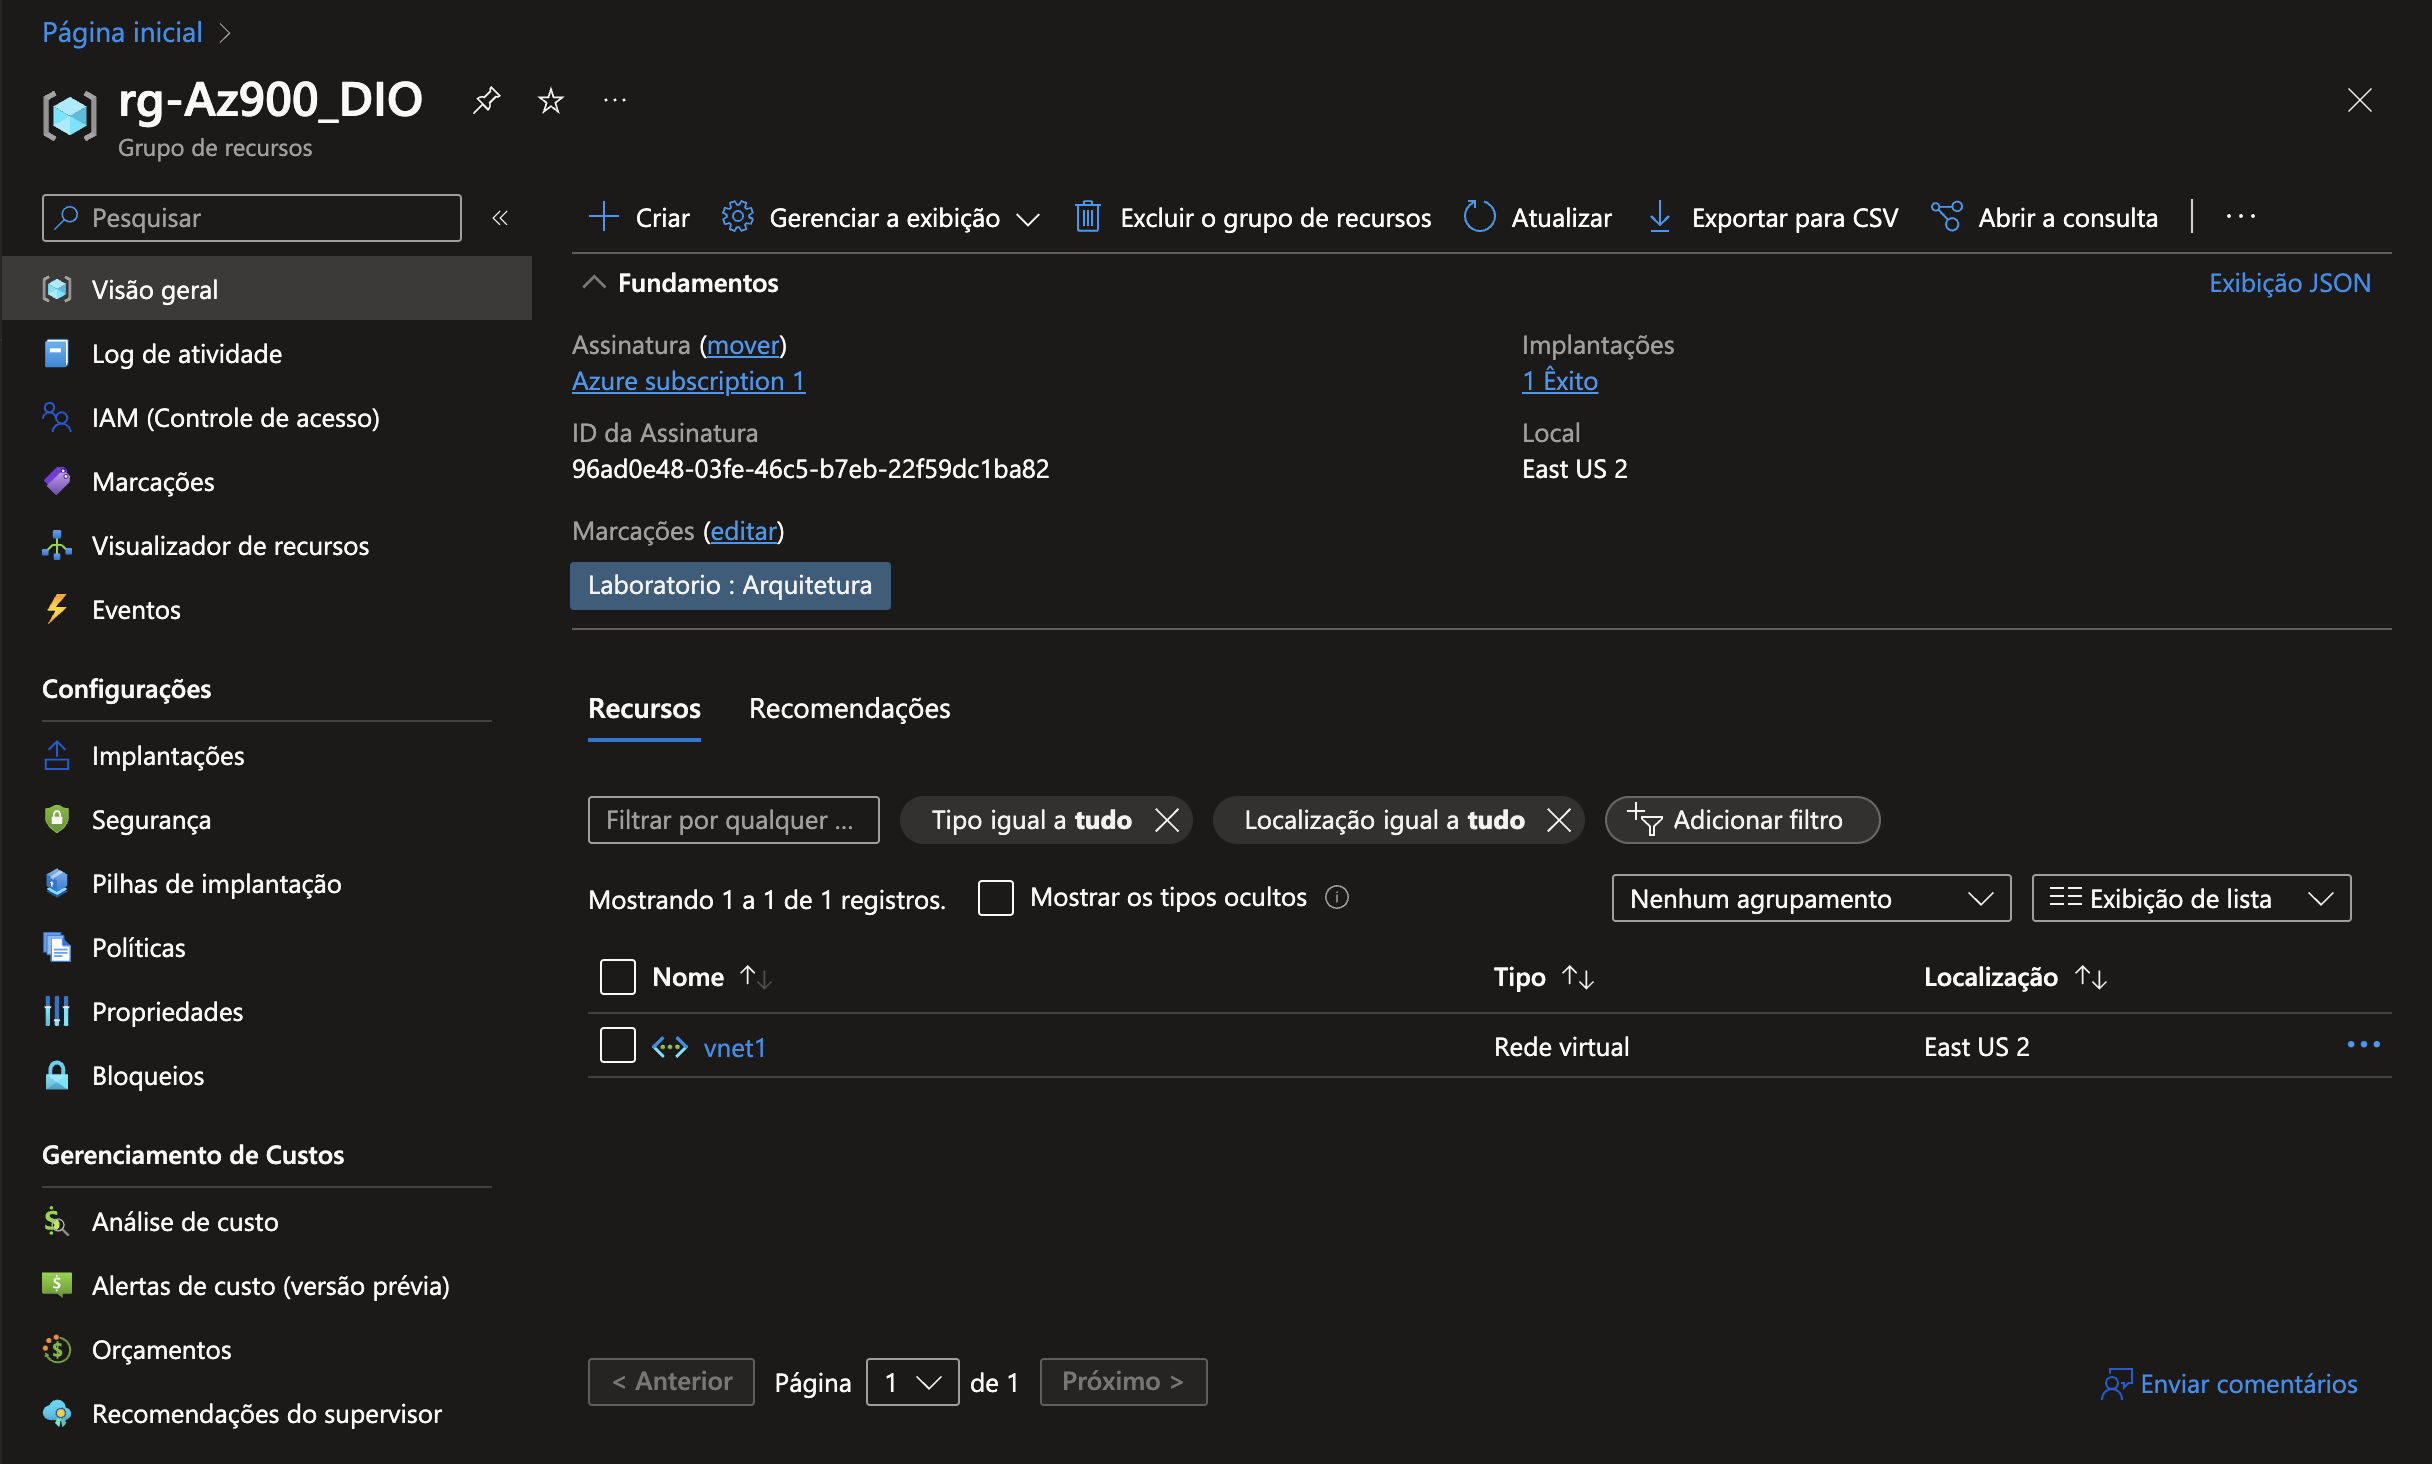 Página inicial
rg-Az900_DIO
Grupo de recursos
Pesquisar
Visão geral
Log de atividade
IAM (Controle de acesso)
Marcações
Visualizador de recursos
Eventos
Configurações
Implantações
Segurança
Pilhas de implantação
Políticas
Propriedades
Bloqueios
Gerenciamento de Custos
Análise de custo
Alertas de custo (versão prévia)
Orçamentos
Recomendações do supervisor
Criar Gerenciar a exibição Excluir o grupo de recursos Atualizar Exportar para CSV Abrir a consulta
Fundamentos Exibição JSON
Assinatura (mover)
Azure subscription 1
Implantações
1 Êxito
ID da Assinatura
96ad0e48-03fe-46c5-b7eb-22f59dc1ba82
Local
East US 2
Marcações (editar)
Laboratorio : Arquitetura
Recursos Recomendações
Filtrar por qualquer ... Tipo igual a tudo Localização igual a tudo Adicionar filtro
Mostrando 1 a 1 de 1 registros. Mostrar os tipos ocultos Nenhum agrupamento Exibição de lista
Nome Tipo Localização
vnet1 Rede virtual East US 2
< Anterior Página 1 de 1 Próximo > Enviar comentários